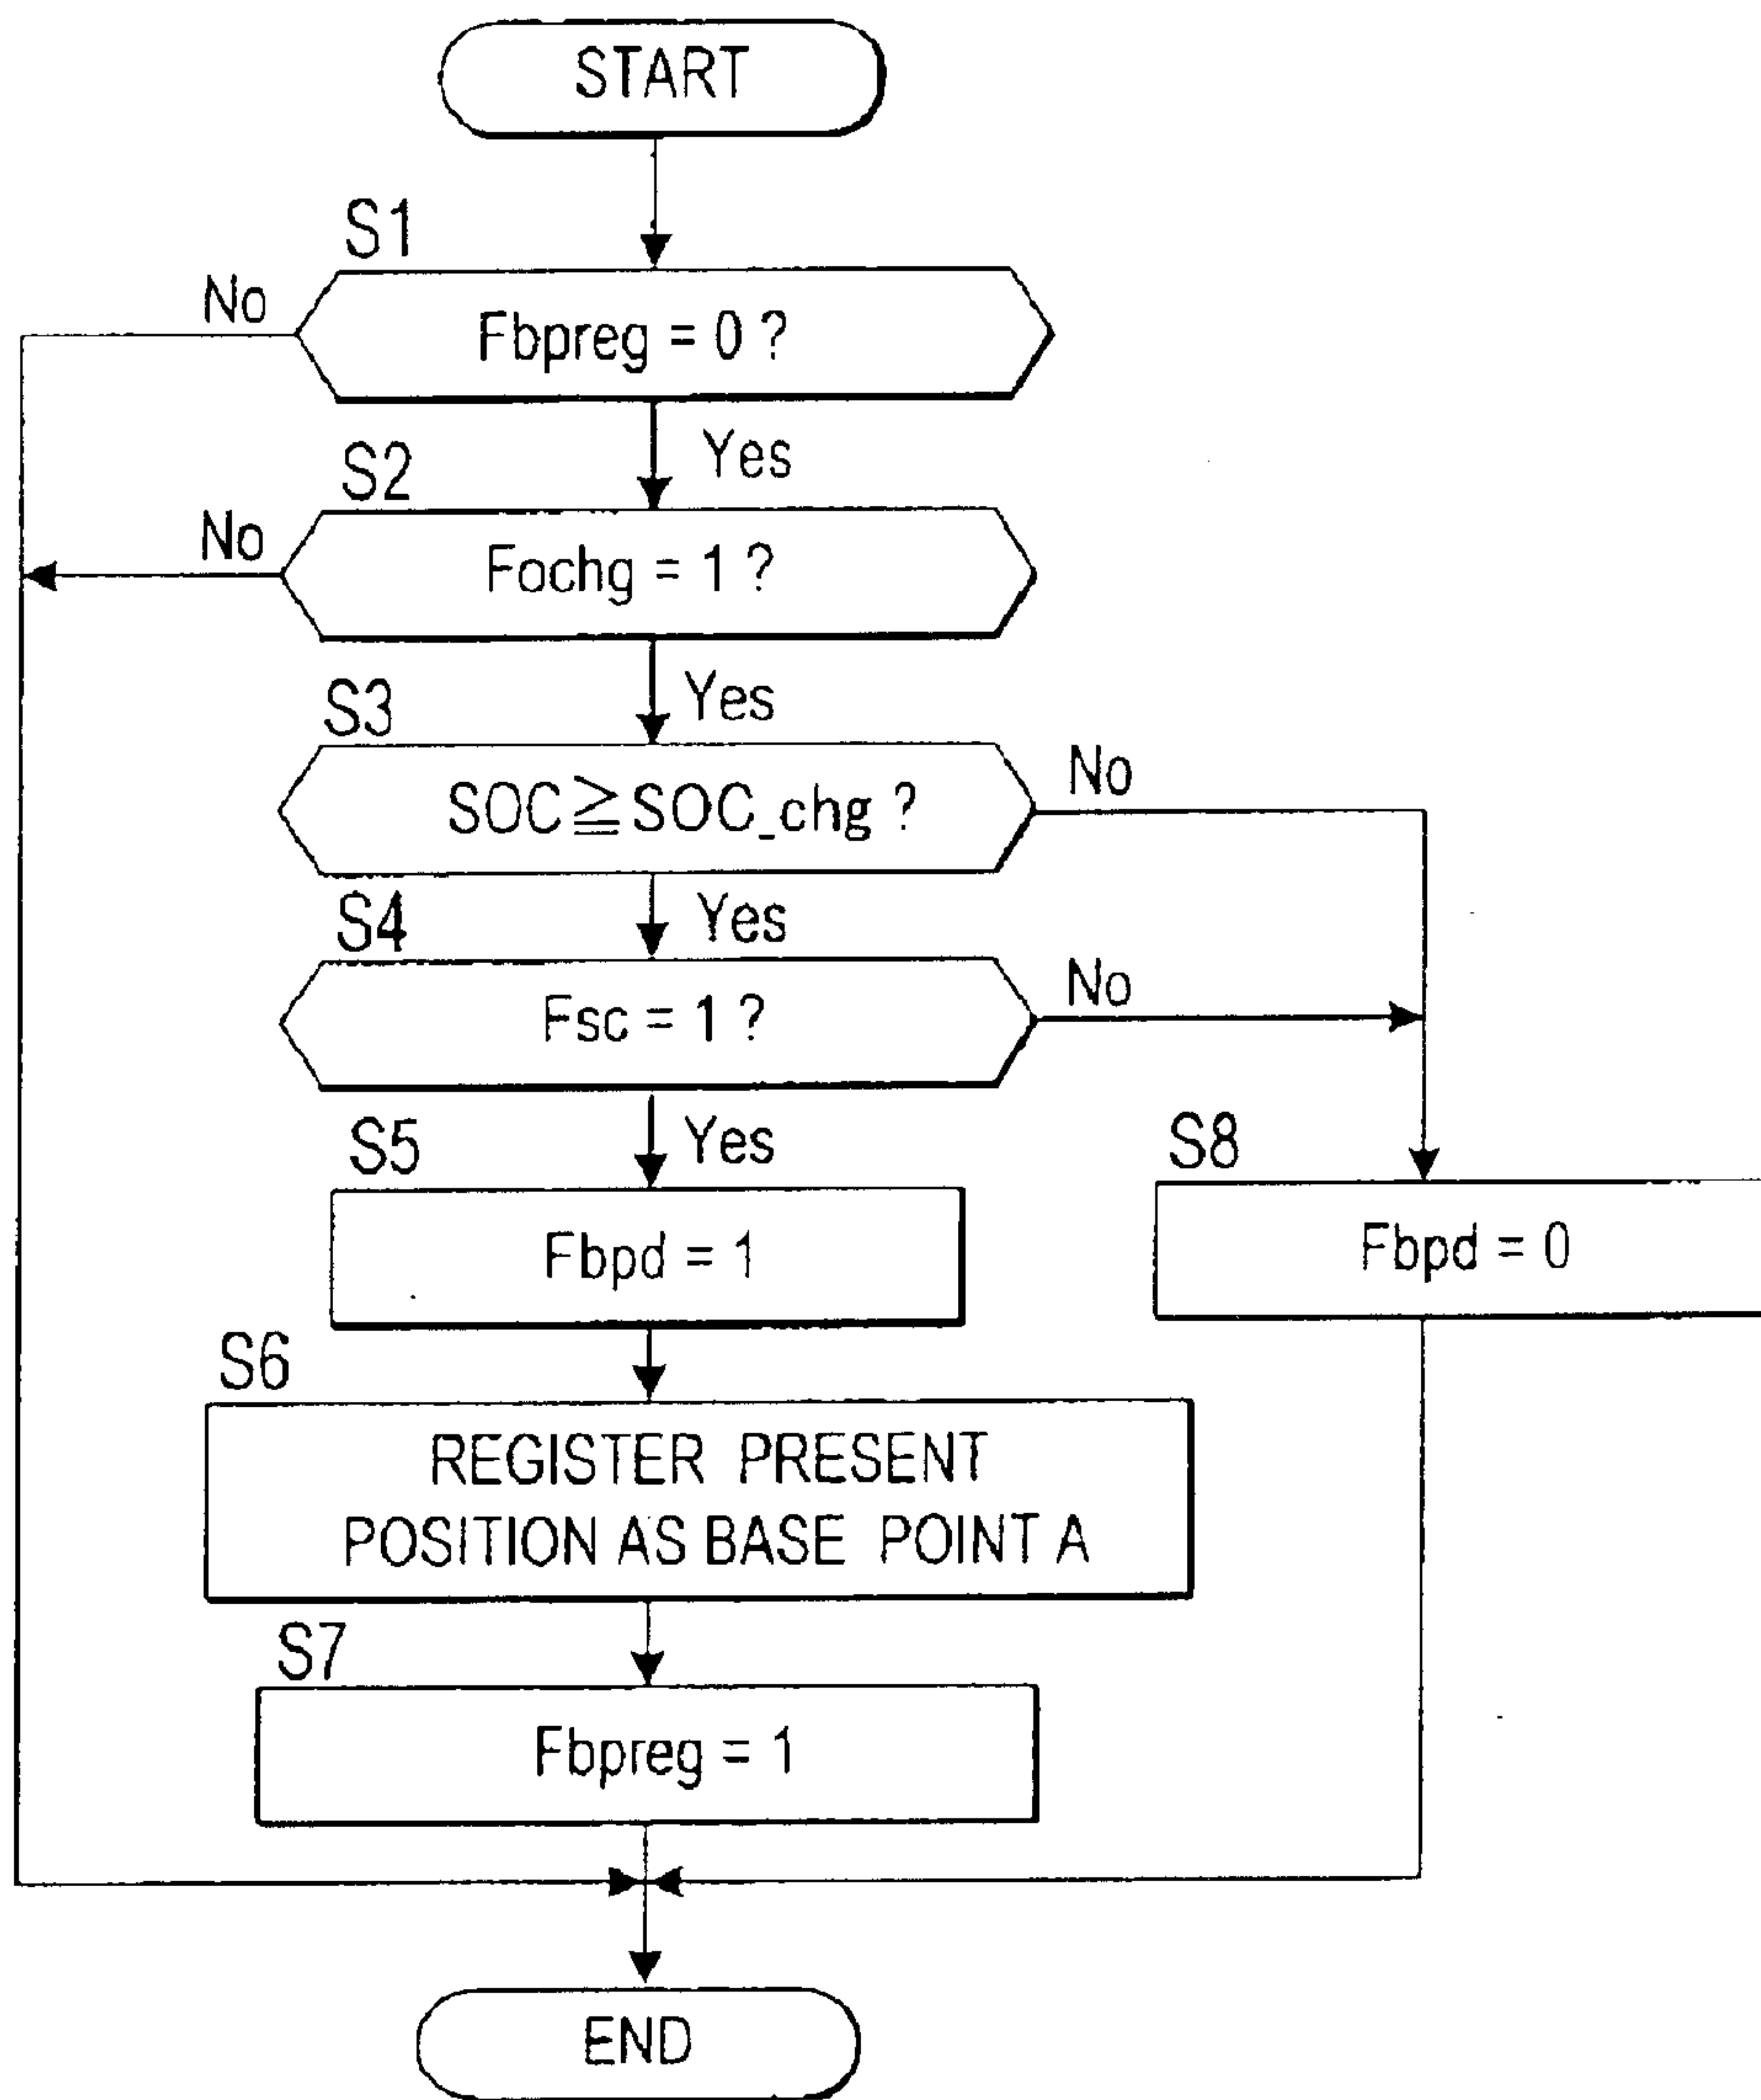 START
S1
No
Fbpreg = 0 ?
Yes
S2
No
Fochg = 1 ?
Yes
S3
No
SOC ≧ SOC_chg ?
Yes
S4
No
Fsc = 1 ?
Yes
S5
S8
Fbpd = 1
Fbpd = 0
S6
REGISTER PRESENT
POSITION AS BASE POINT A
S7
Fbpreg = 1
END